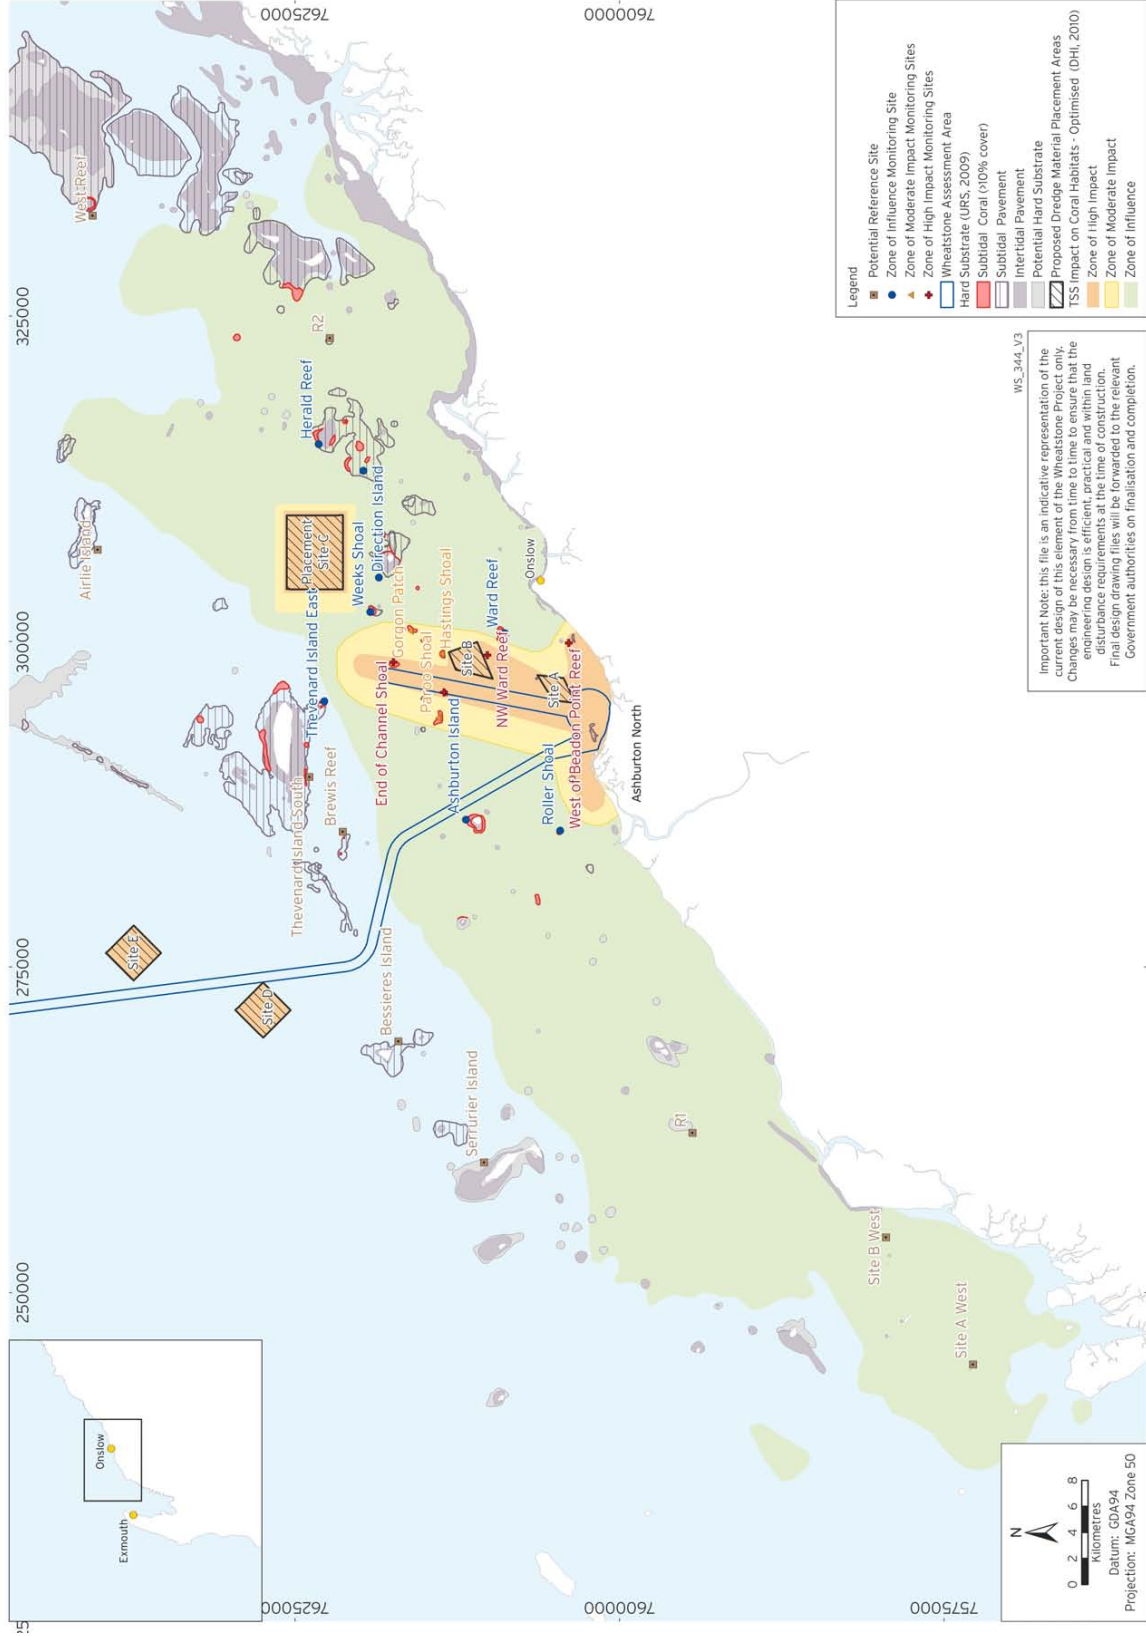 7625000
7600000
325000
300000
275000
250000
25
7625000
7600000
7575000
West Reef
R2
Herald Reef
Airlie Island
Placement
Site C
Thevenard Island East
Weeks Shoal
Direction Island
Gorgon Patch
Paroo Shoal
Hastings Shoal
Ward Reef
Onslow
Site B
End of Channel Shoal
NW Ward Reef
Site A
West of Beadon Point Reef
Ashburton Island
Roller Shoal
Ashburton North
Thevenard Island South
Brewis Reef
Site E
Site D
Bessieres Island
Serrurier Island
R1
Site B West
Site A West
Onslow
Exmouth
N
0 2 4 6 8
Kilometres
Datum: GDA94
Projection: MGA94 Zone 50
Legend
Potential Reference Site
Zone of Influence Monitoring Site
Zone of Moderate Impact Monitoring Sites
Zone of High Impact Monitoring Sites
Wheatstone Assessment Area
Hard Substrate (URS, 2009)
Subtidal Coral (>10% cover)
Subtidal Pavement
Intertidal Pavement
Potential Hard Substrate
Proposed Dredge Material Placement Areas
TSS Impact on Coral Habitats - Optimised (DHI, 2010)
Zone of High Impact
Zone of Moderate Impact
Zone of Influence
WS_344_V3
Important Note: this file is an indicative representation of the
current design of this element of the Wheatstone Project only.
Changes may be necessary from time to time to ensure that the
engineering design is efficient, practical and within land
disturbance requirements at the time of construction.
Final design drawing files will be forwarded to the relevant
Government authorities on finalisation and completion.